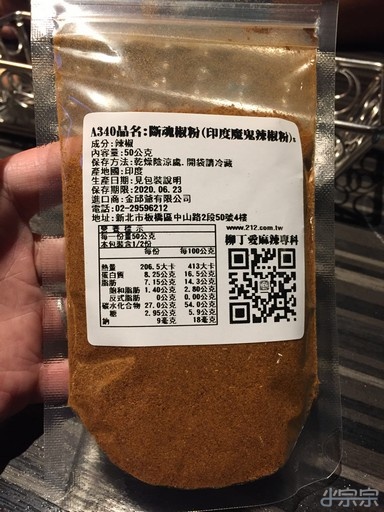 A340品名:斷魂椒粉(印度魔鬼辣椒粉)
成分:辣椒
內容量:50公克
保存方法:乾燥陰涼處、開袋請冷藏
產地國:印度
生產日期:見包裝說明
保存期限:2020.06.23
進口商:金邱爺有限公司
電話:02-29596212
地址:新北市板橋區中山路2段50號4樓
營養標示
每一份量50公克
本包裝含1/2份
每份 每100公克
熱量 206.5大卡 413大卡
蛋白質 8.25公克 16.5公克
脂肪 7.15公克 14.3公克
飽和脂肪 1.40公克 2.80公克
反式脂肪 0公克 0.00公克
碳水化合物 27.0公克 54.0公克
糖 2.95公克 5.9公克
鈉 9毫克 18毫克
www.212.com.tw
柳丁愛麻辣專科
小宗宗